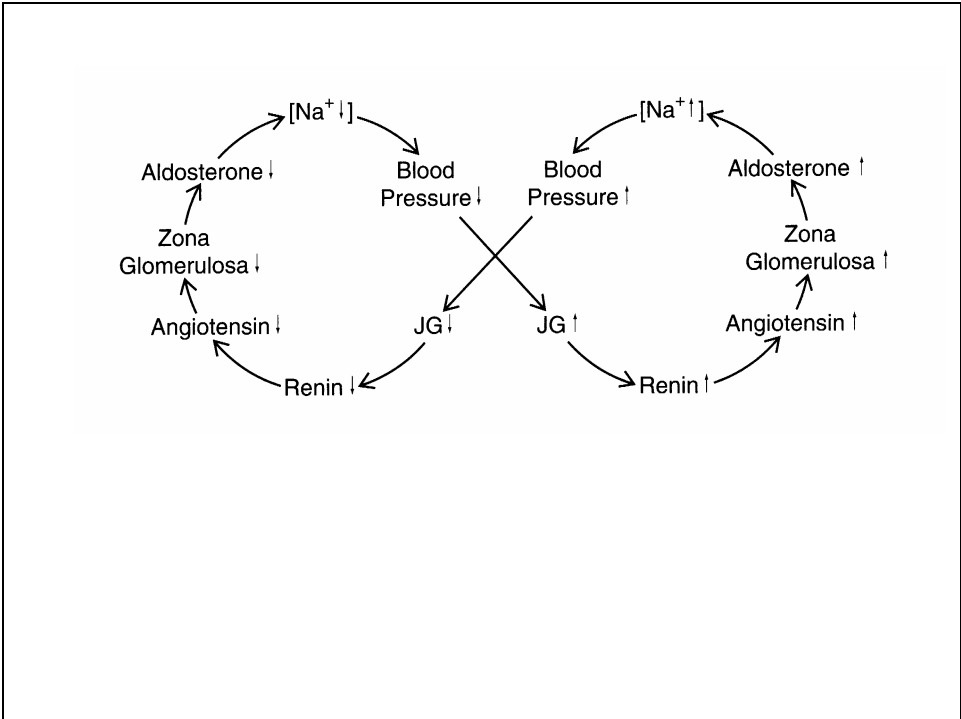 [Na+↓]
Blood
Pressure↓
Aldosterone↓
Zona
Glomerulosa↓
Angiotensin↓
Renin↓
JG↓
[Na+↑]
Blood
Pressure↑
Aldosterone↑
Zona
Glomerulosa↑
Angiotensin↑
Renin↑
JG↑